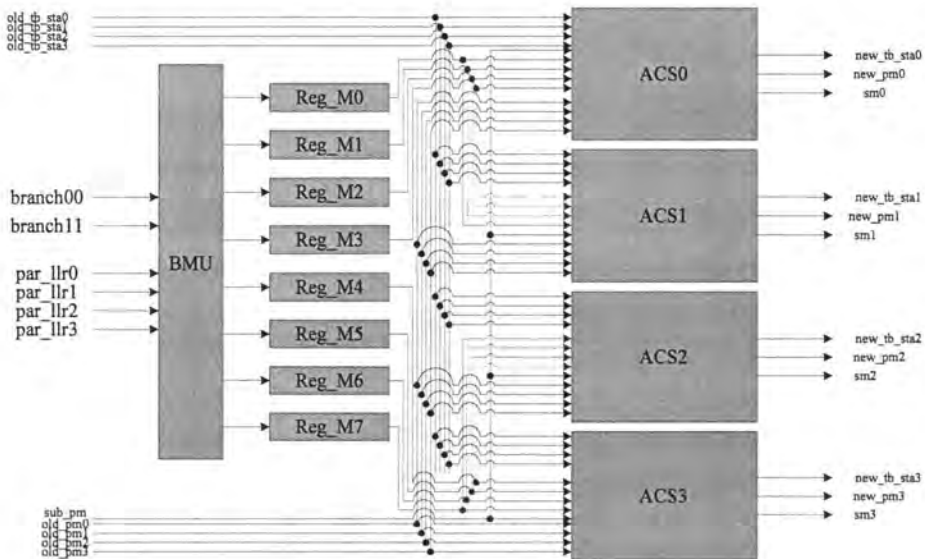 old_tb_sta0
old_tb_sta1
old_tb_sta2
old_tb_sta3
branch00
branch11
par_llr0
par_llr1
par_llr2
par_llr3
sub_pm
old_pm0
old_pm1
old_pm2
old_pm3
BMU
Reg_M0
Reg_M1
Reg_M2
Reg_M3
Reg_M4
Reg_M5
Reg_M6
Reg_M7
ACS0
new_tb_sta0
new_pm0
sm0
ACS1
new_tb_sta1
new_pm1
sm1
ACS2
new_tb_sta2
new_pm2
sm2
ACS3
new_tb_sta3
new_pm3
sm3